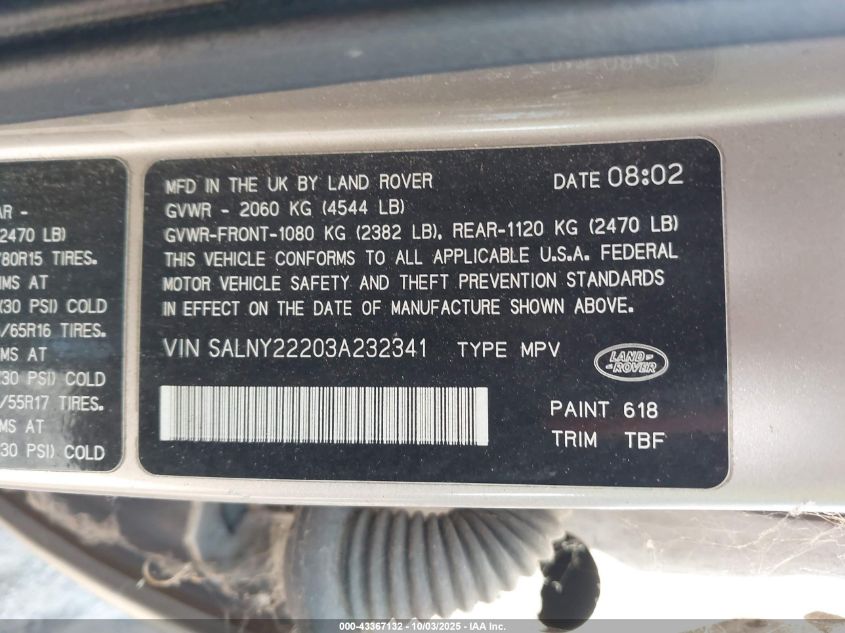 AR -
2470 LB)
/80R15 TIRES.
IMS AT
(30 PSI) COLD
/65R16 TIRES.
MS AT
30 PSI) COLD
/55R17 TIRES.
MS AT
30 PSI) COLD
MFD IN THE UK BY LAND ROVER DATE 08:02
GVWR - 2060 KG (4544 LB)
GVWR-FRONT-1080 KG (2382 LB), REAR-1120 KG (2470 LB)
THIS VEHICLE CONFORMS TO ALL APPLICABLE U.S.A. FEDERAL
MOTOR VEHICLE SAFETY AND THEFT PREVENTION STANDARDS
IN EFFECT ON THE DATE OF MANUFACTURE SHOWN ABOVE.
VIN SALNY22203A232341 TYPE MPV
LAND-
-ROVER
PAINT 618
TRIM TBF
000-43367132 - 10/03/2025 - IAA, Inc.